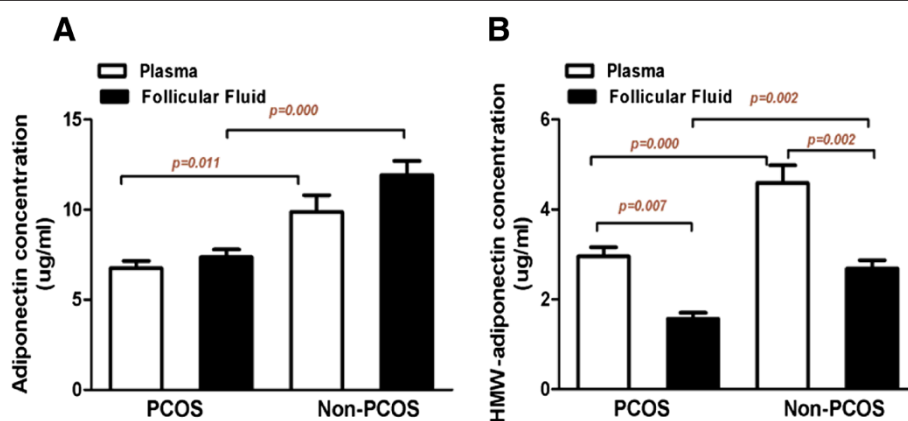 A
Plasma
Follicular Fluid
Adiponectin concentration
(ug/ml)
15
10
5
0
p=0.000
p=0.011
PCOS
Non-PCOS
B
Plasma
Follicular Fluid
HMW-adiponectin concentration
(ug/ml)
6
4
2
0
p=0.002
p=0.000
p=0.002
p=0.007
PCOS
Non-PCOS